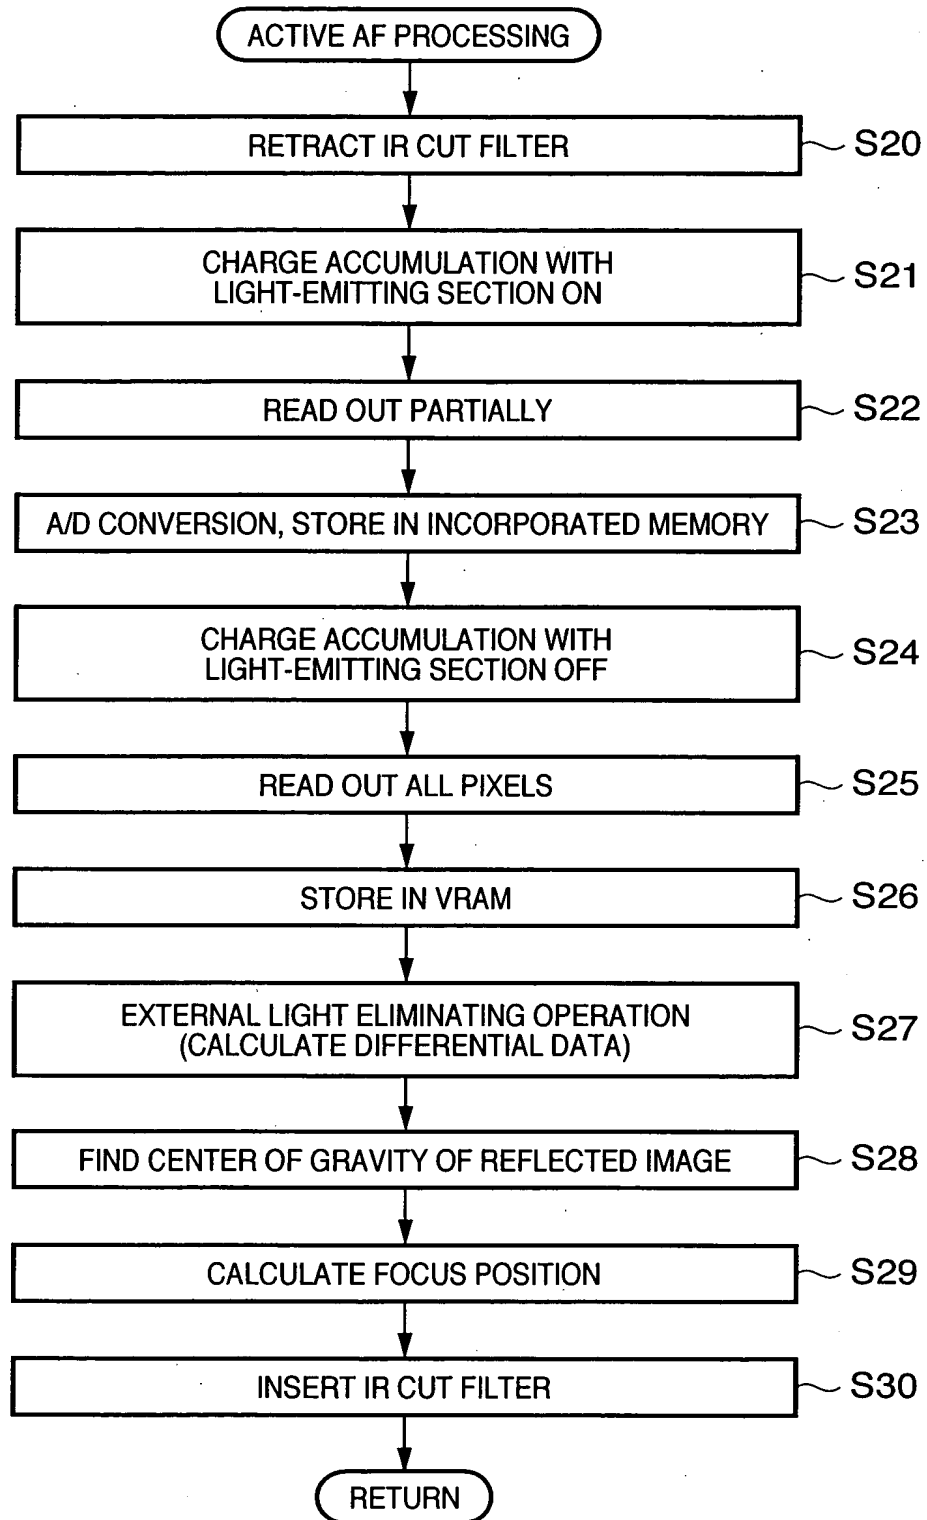 ACTIVE AF PROCESSING
RETRACT IR CUT FILTER
S20
CHARGE ACCUMULATION WITH
LIGHT-EMITTING SECTION ON
S21
READ OUT PARTIALLY
S22
A/D CONVERSION, STORE IN INCORPORATED MEMORY
S23
CHARGE ACCUMULATION WITH
LIGHT-EMITTING SECTION OFF
S24
READ OUT ALL PIXELS
S25
STORE IN VRAM
S26
EXTERNAL LIGHT ELIMINATING OPERATION
(CALCULATE DIFFERENTIAL DATA)
S27
FIND CENTER OF GRAVITY OF REFLECTED IMAGE
S28
CALCULATE FOCUS POSITION
S29
INSERT IR CUT FILTER
S30
RETURN